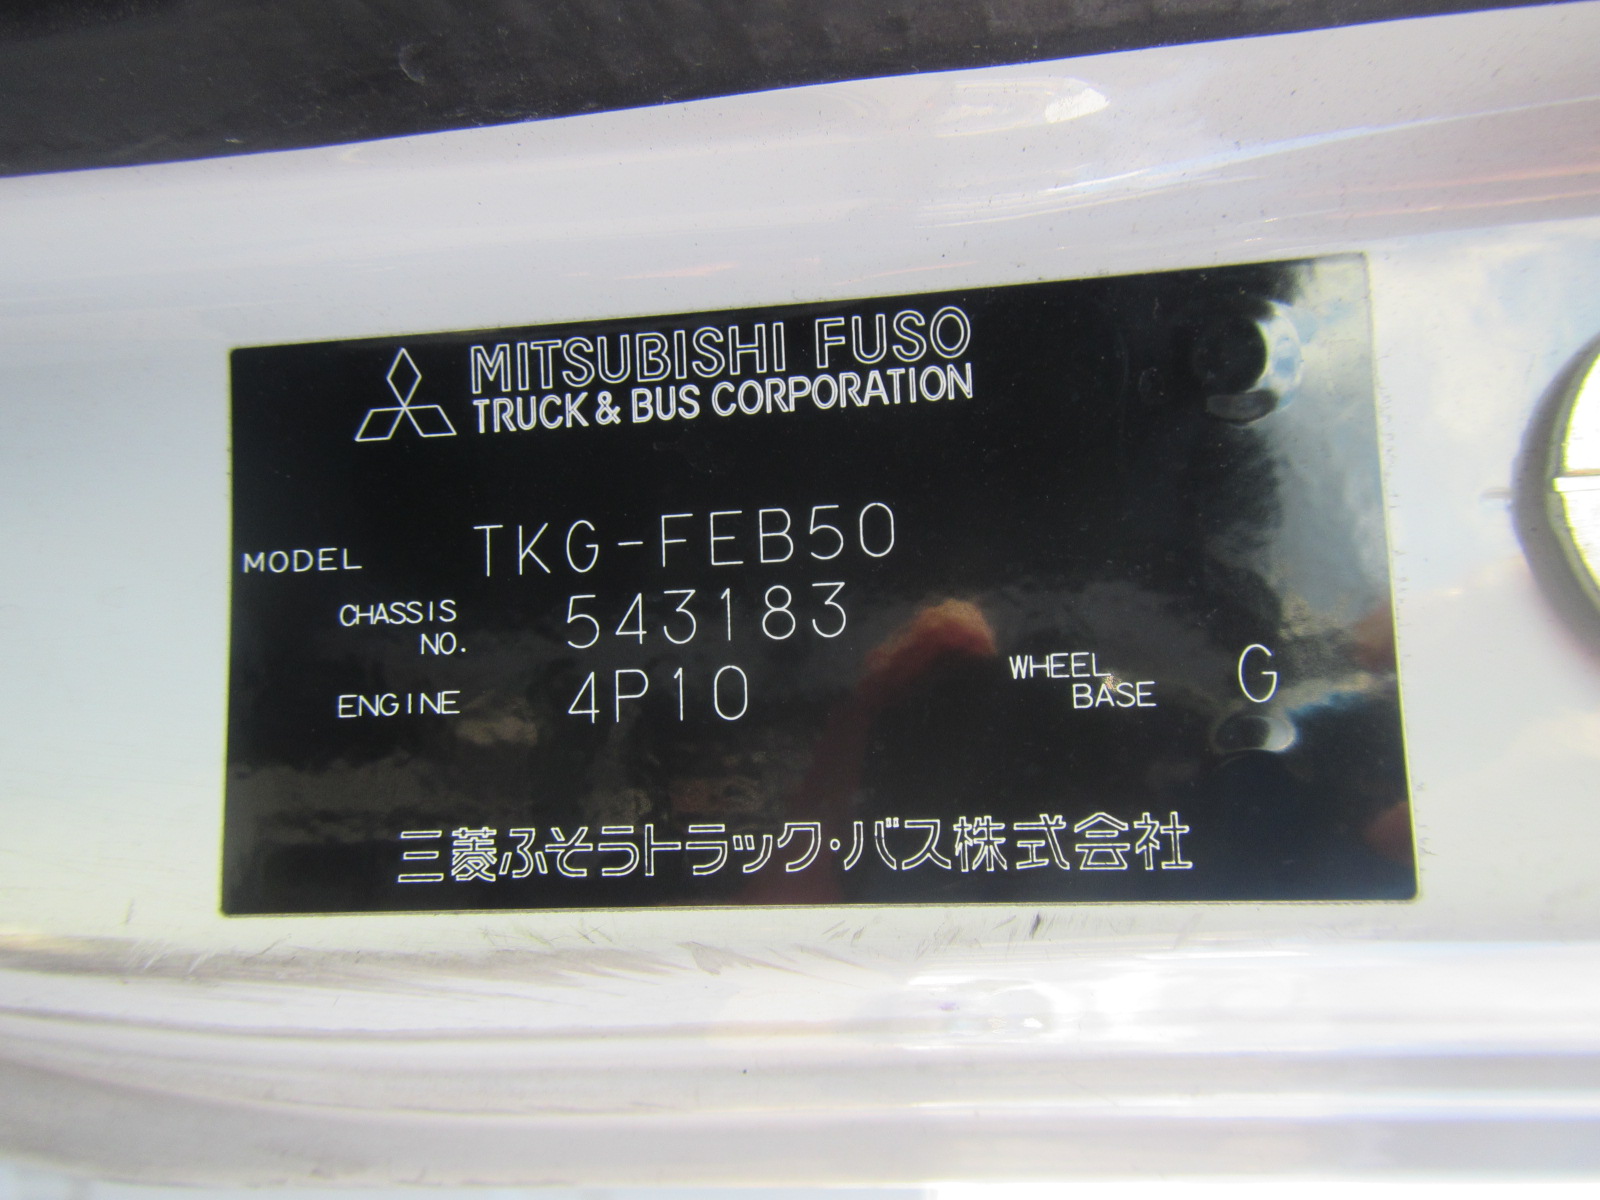 MITSUBISHI FUSO
TRUCK & BUS CORPORATION
MODEL TKG-FEB50
CHASSIS NO. 543183
ENGINE 4P10 WHEEL BASE G
三菱ふそうトラック・バス株式会社